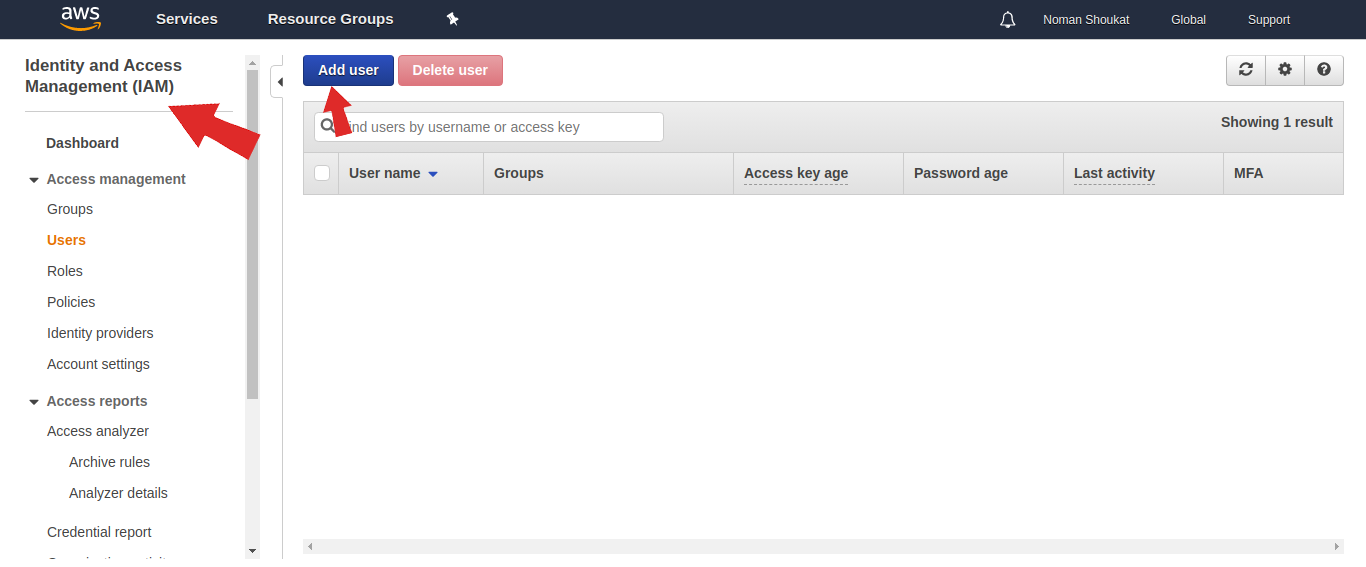 aws Services Resource Groups Noman Shoukat Global Support
Identity and Access
Management (IAM)
Dashboard
Access management
Groups
Users
Roles
Policies
Identity providers
Account settings
Access reports
Access analyzer
Archive rules
Analyzer details
Credential report
Add user Delete user
users by username or access key
Showing 1 result
User name Groups Access key age Password age Last activity MFA